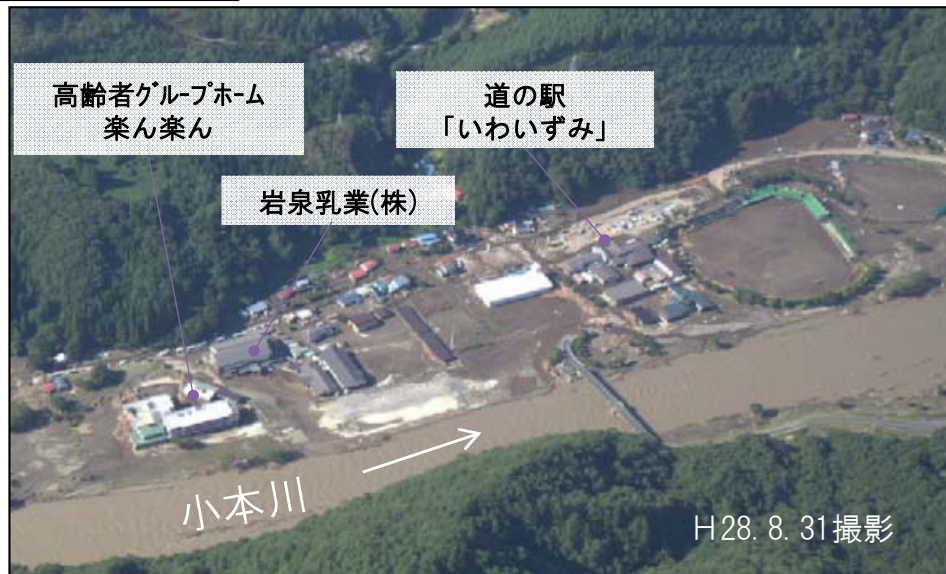 高齢者ｸﾞﾙｰﾌﾟﾎｰﾑ
楽ん楽ん
道の駅
「いわいずみ」
岩泉乳業(株)
小本川
H28.8.31撮影